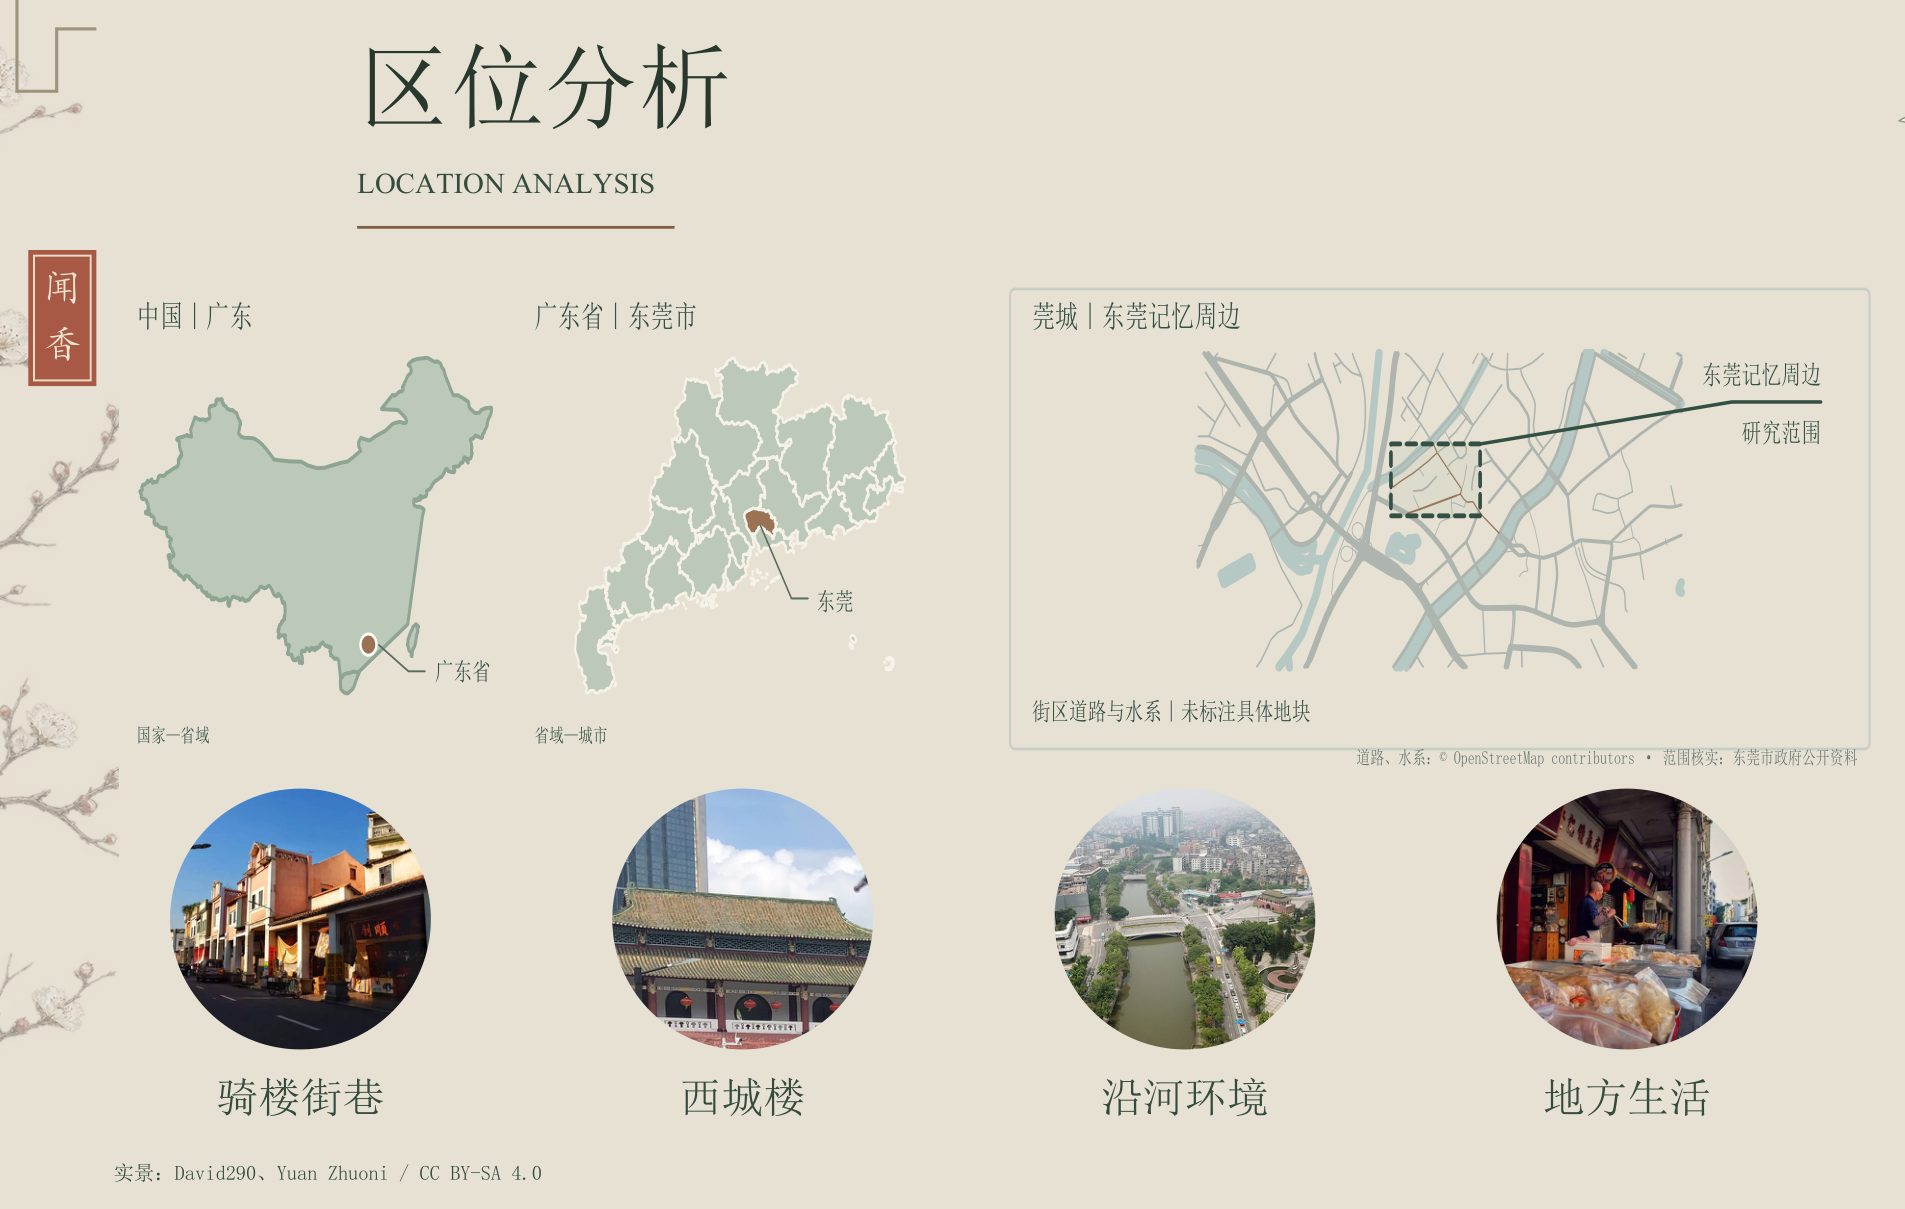 区位分析
LOCATION ANALYSIS
闻
香
中国｜广东
广东省｜东莞市
莞城｜东莞记忆周边
东莞记忆周边
研究范围
东莞
广东省
街区道路与水系｜未标注具体地块
国家—省域
省域—城市
道路、水系：© OpenStreetMap contributors • 范围核实：东莞市政府公开资料
骑楼街巷
西城楼
沿河环境
地方生活
实景：David290、Yuan Zhuoni / CC BY-SA 4.0